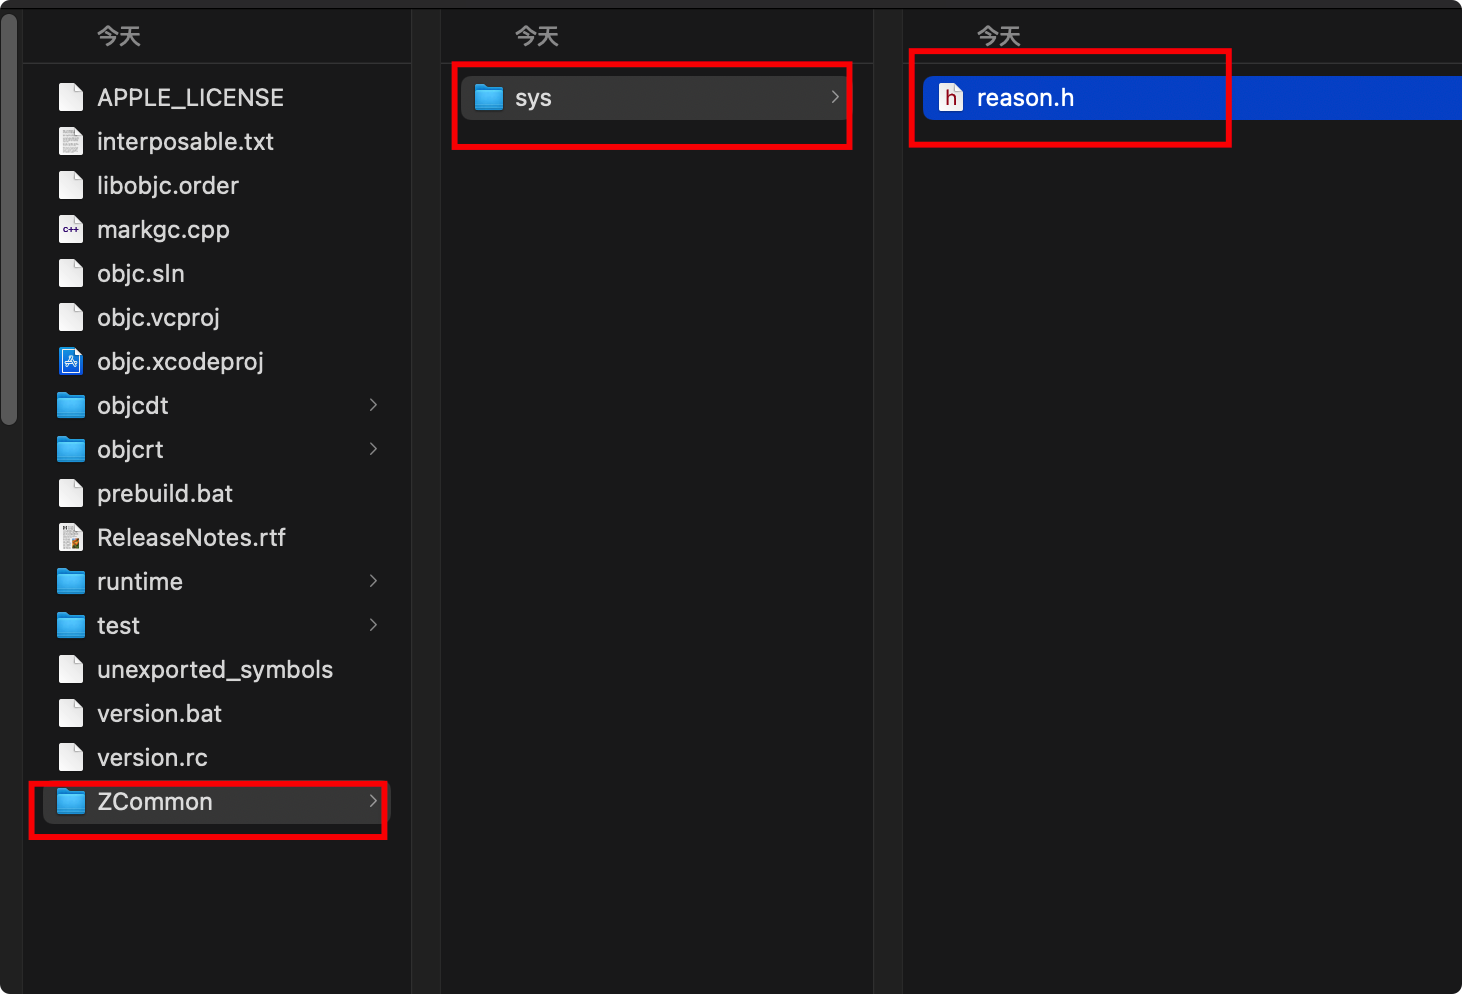 今天
APPLE_LICENSE
interposable.txt
libobjc.order
markgc.cpp
objc.sln
objc.vcproj
objc.xcodeproj
objcdt
objcrt
prebuild.bat
ReleaseNotes.rtf
runtime
test
unexported_symbols
version.bat
version.rc
ZCommon
今天
sys
今天
h reason.h